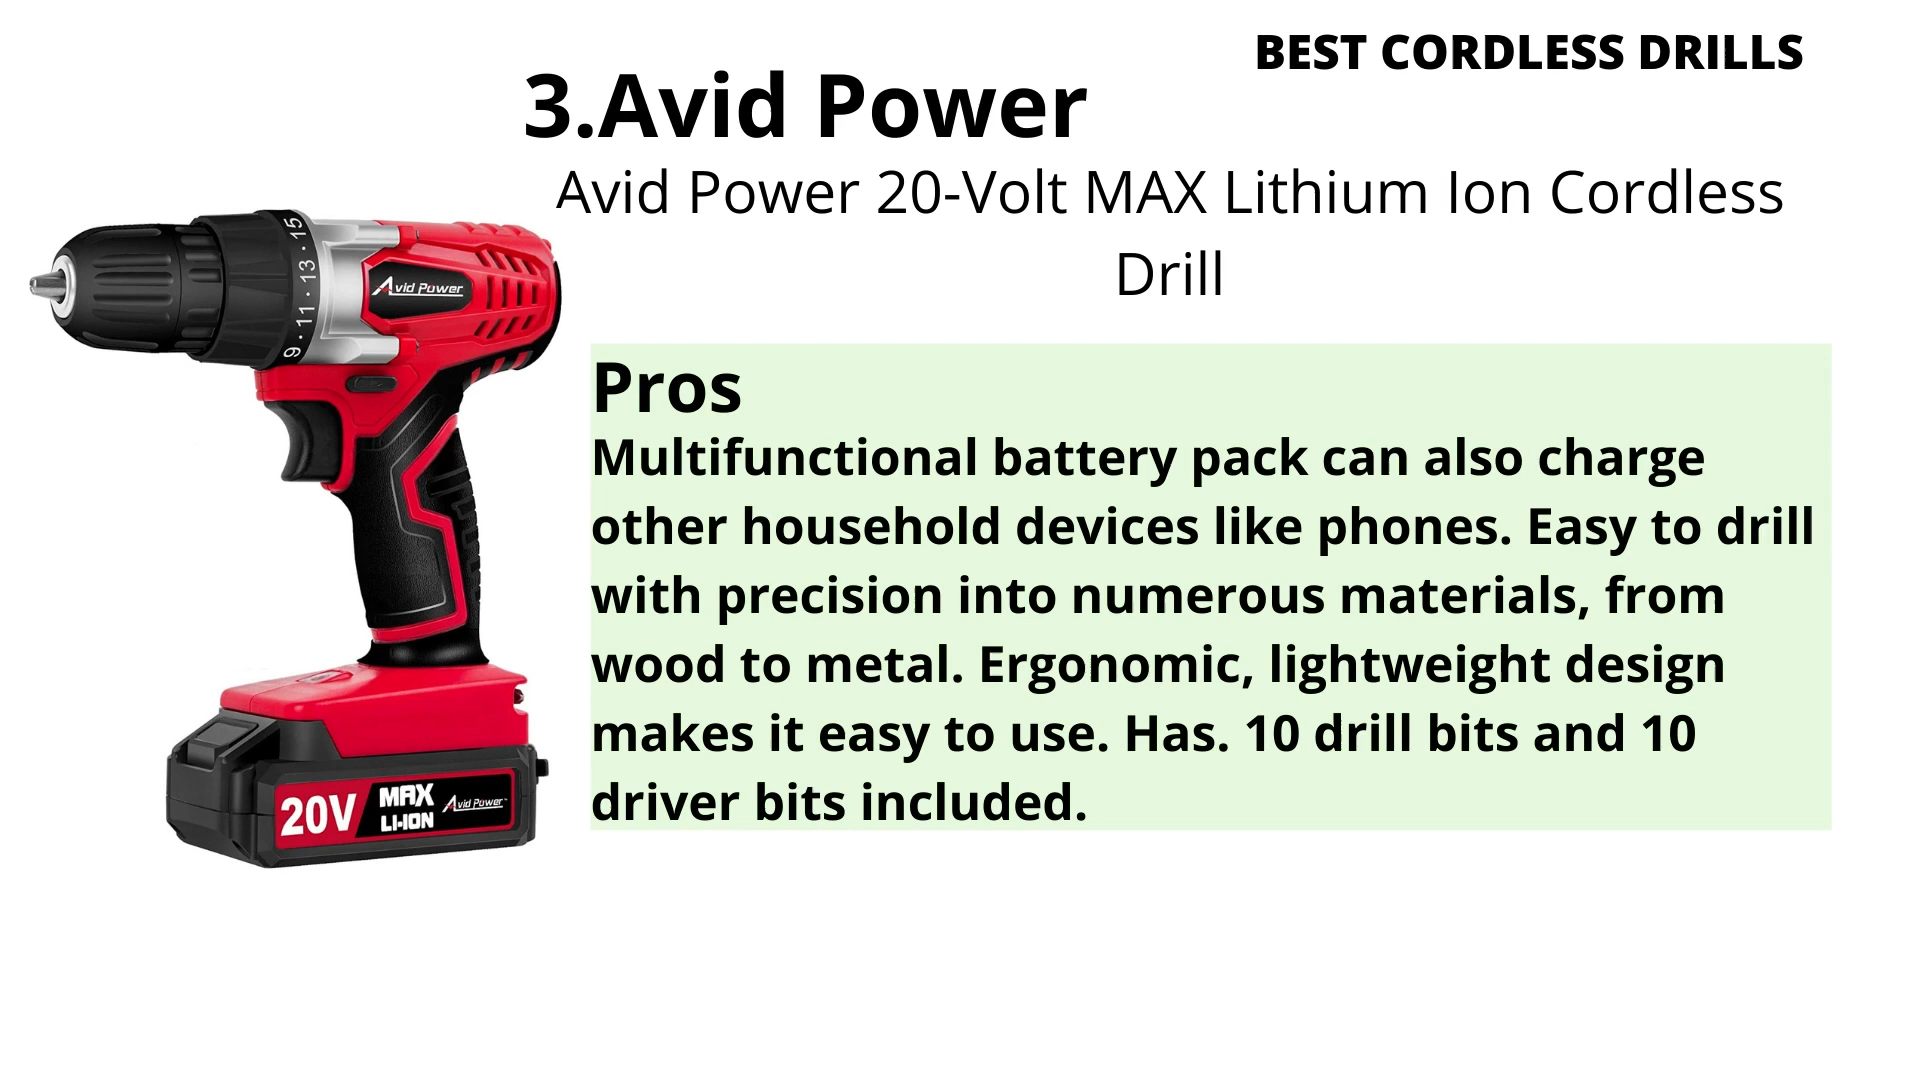 BEST CORDLESS DRILLS
3.Avid Power
Avid Power 20-Volt MAX Lithium Ion Cordless
Drill
Pros
Multifunctional battery pack can also charge
other household devices like phones. Easy to drill
with precision into numerous materials, from
wood to metal. Ergonomic, lightweight design
makes it easy to use. Has. 10 drill bits and 10
driver bits included.
9 · 11 · 13 · 15
Avid Power
20V MAX Avid Power
LI-ION